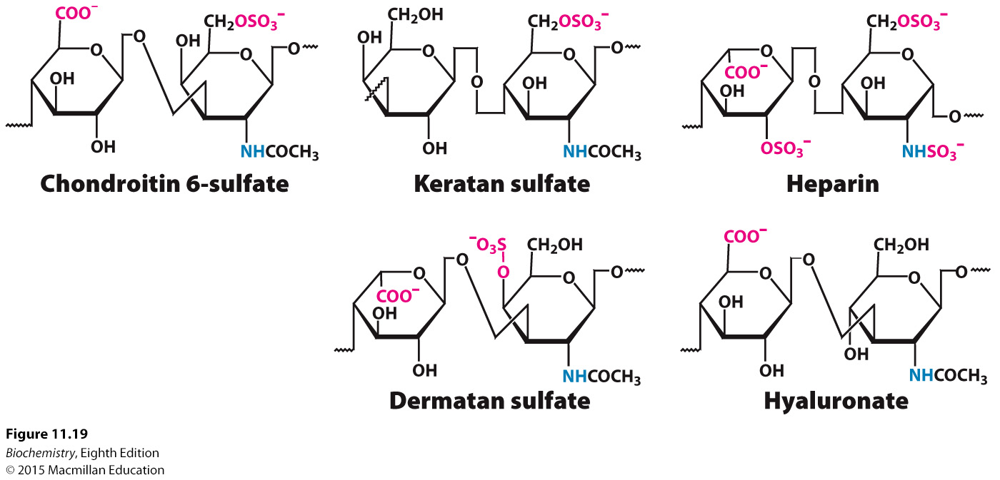 COO⁻
O
O
OH
OH
OH
CH₂OSO₃⁻
O
O
NHCOCH₃
Chondroitin 6-sulfate
OH
CH₂OH
O
OH
O
CH₂OSO₃⁻
O
OH
O
NHCOCH₃
Keratan sulfate
O
COO⁻
OH
OSO₃⁻
O
CH₂OSO₃⁻
O
OH
O
NHSO₃⁻
Heparin
O
COO⁻
OH
OH
O
⁻O₃S
O
CH₂OH
O
O
NHCOCH₃
Dermatan sulfate
COO⁻
O
OH
OH
O
CH₂OH
O
O
OH
NHCOCH₃
Hyaluronate
Figure 11.19
Biochemistry, Eighth Edition
© 2015 Macmillan Education